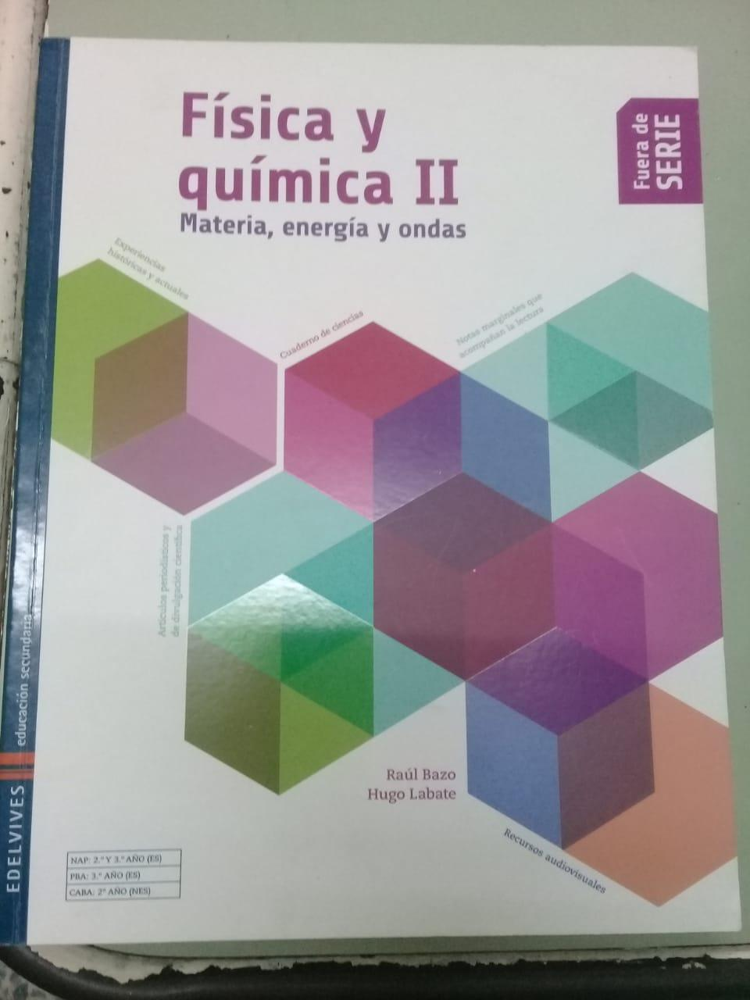 Física y
química II
Materia, energía y ondas
Fuera de
SERIE
Experiencias
históricas y actuales
Cuaderno de ciencias
Notas marginales que
acompañan la lectura
Artículos periodísticos y
de divulgación científica
Raúl Bazo
Hugo Labate
Recursos audiovisuales
NAP: 2.º Y 3.º AÑO (ES)
PBA: 3.º AÑO (ES)
CABA: 2º AÑO (NES)
EDELVIVES
educación secundaria